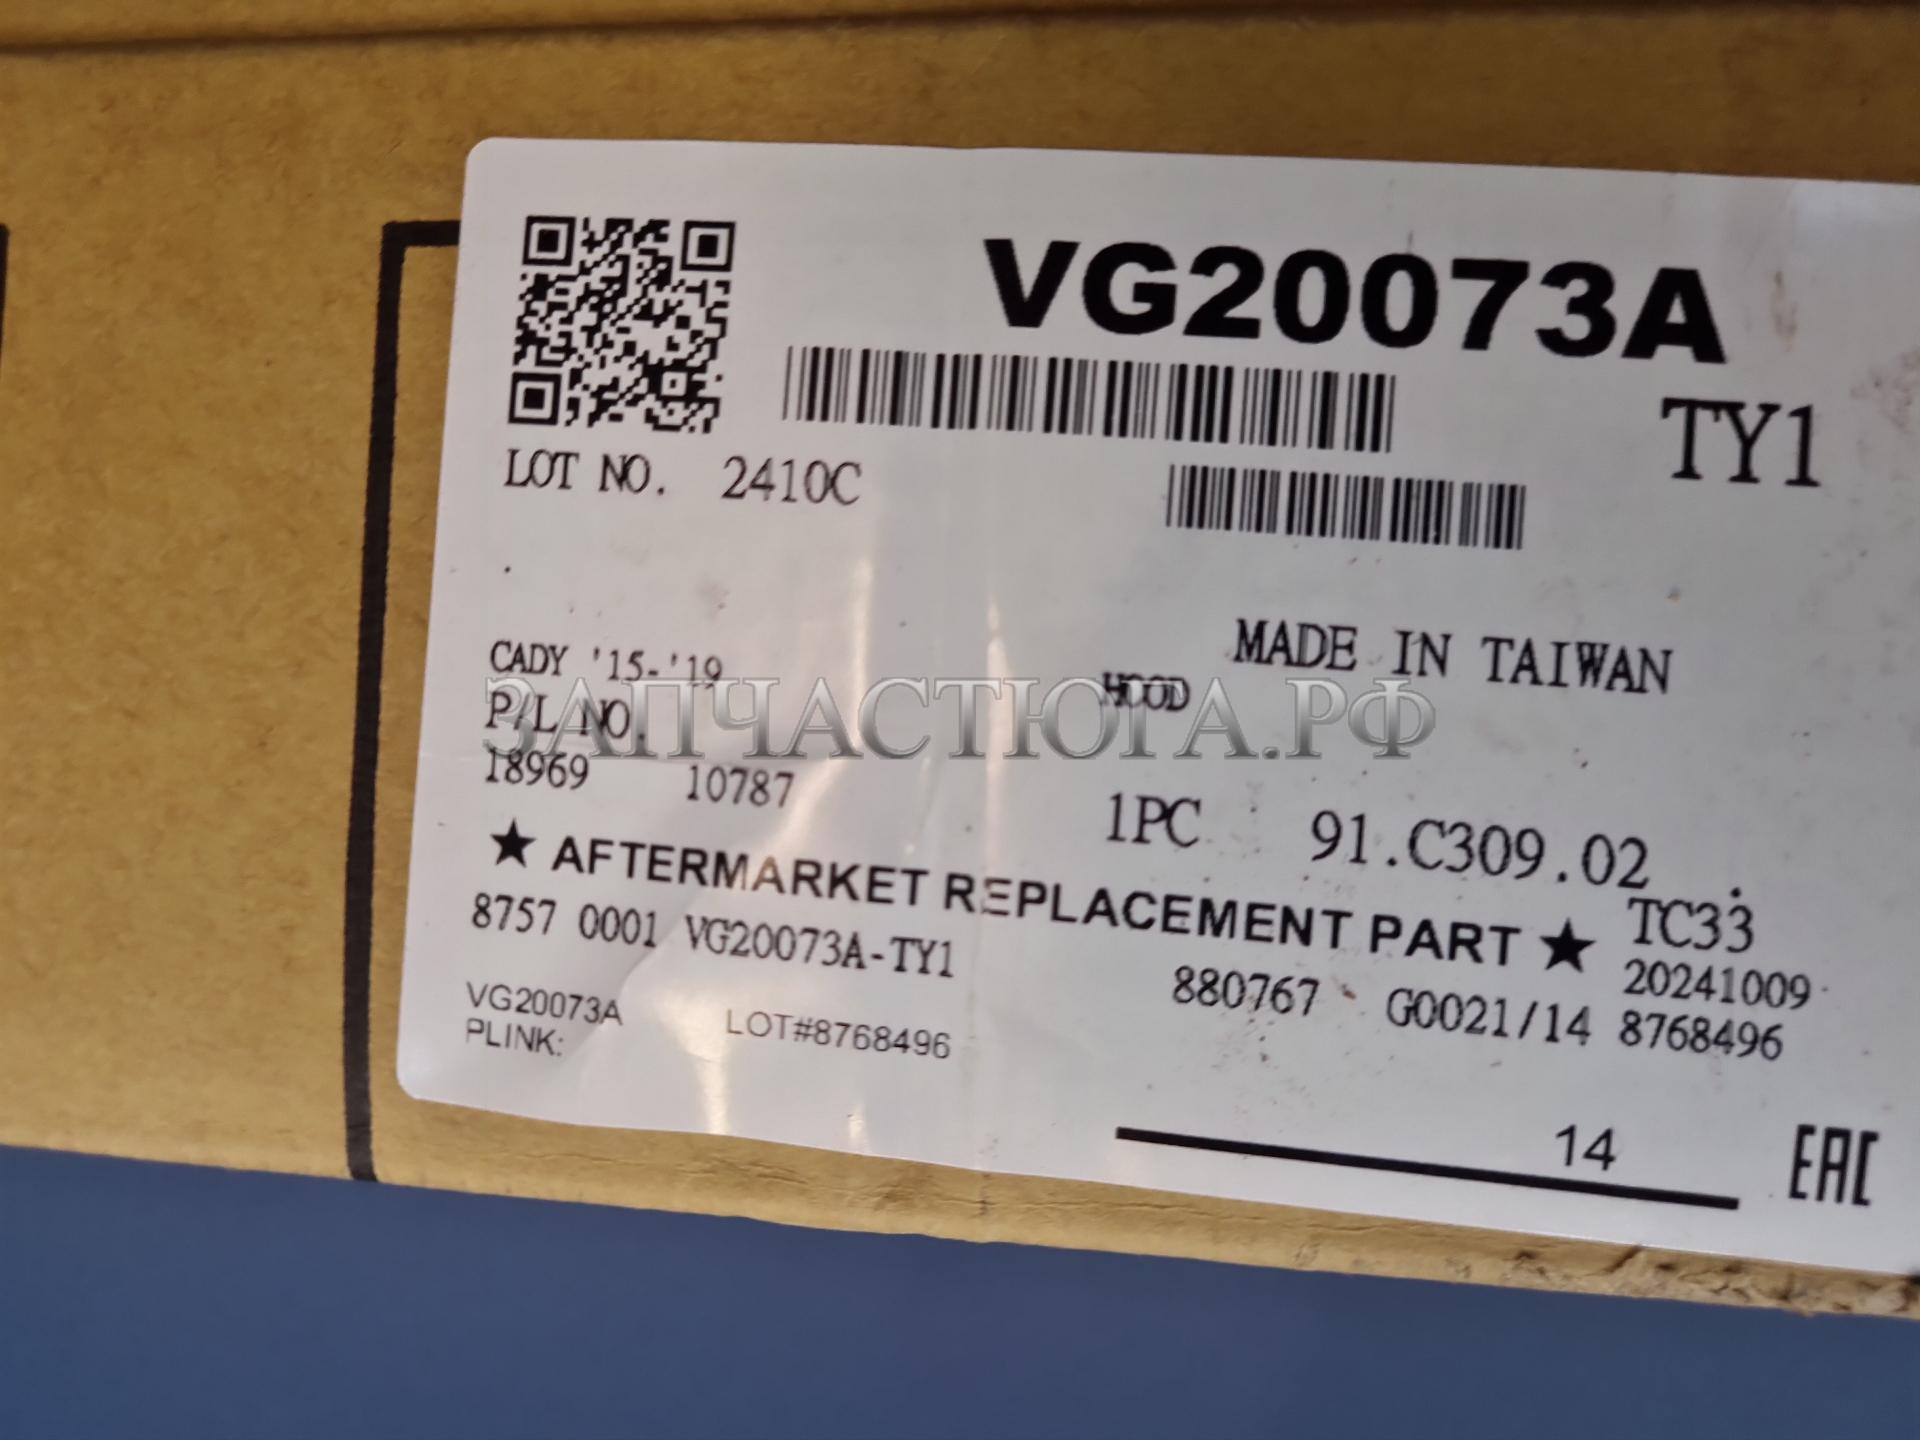 VG20073A
TY1
LOT NO. 2410C
MADE IN TAIWAN
CADY '15-'19
HOOD
P/L NO.
ЗАПЧАСТЮГА.РФ
18969 10787
1PC 91.C309.02
★ AFTERMARKET REPLACEMENT PART ★
TC33
8757 0001 VG20073A-TY1
20241009
880767 G0021/14 8768496
VG20073A LOT#8768496
PLINK:
14
EAC